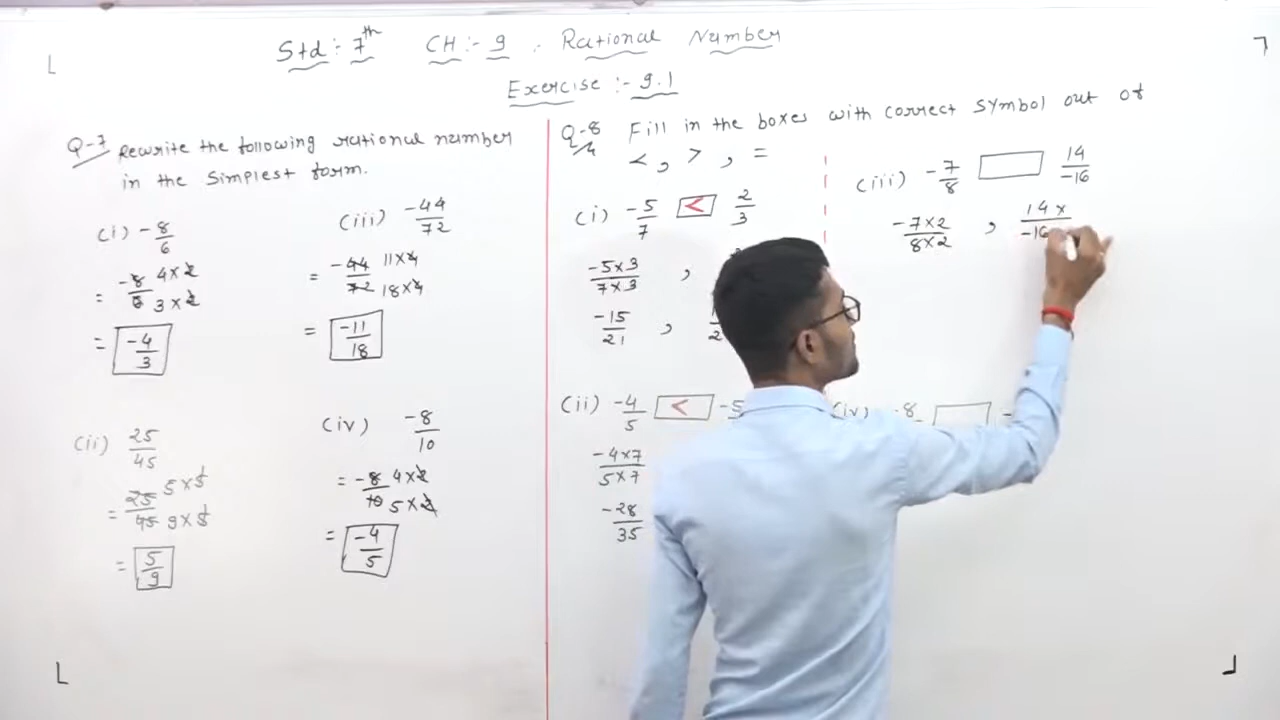 Std :- 7th CH :- 9 . Rational Number
Exercise :- 9.1
Q-7 Rewrite the following rational number
in the simplest form.
(i) -8/6
= -8/6 4×2/3×2
= -4/3
(ii) 25/45
= 25/45 5×5/9×5
= 5/9
(iii) -44/72
= -44/72 11×4/18×4
= -11/18
(iv) -8/10
= -8/10 4×2/5×2
= -4/5
Q-8 Fill in the boxes with correct symbol out of
<, >, =
(i) -5/7 < 2/3
-5×3/7×3 ,
-15/21 ,
(ii) -4/5 < -5
-4×7/5×7
-28/35
(iii) -7/8 14/-16
-7×2/8×2 , 14×/-16
(iv) -8